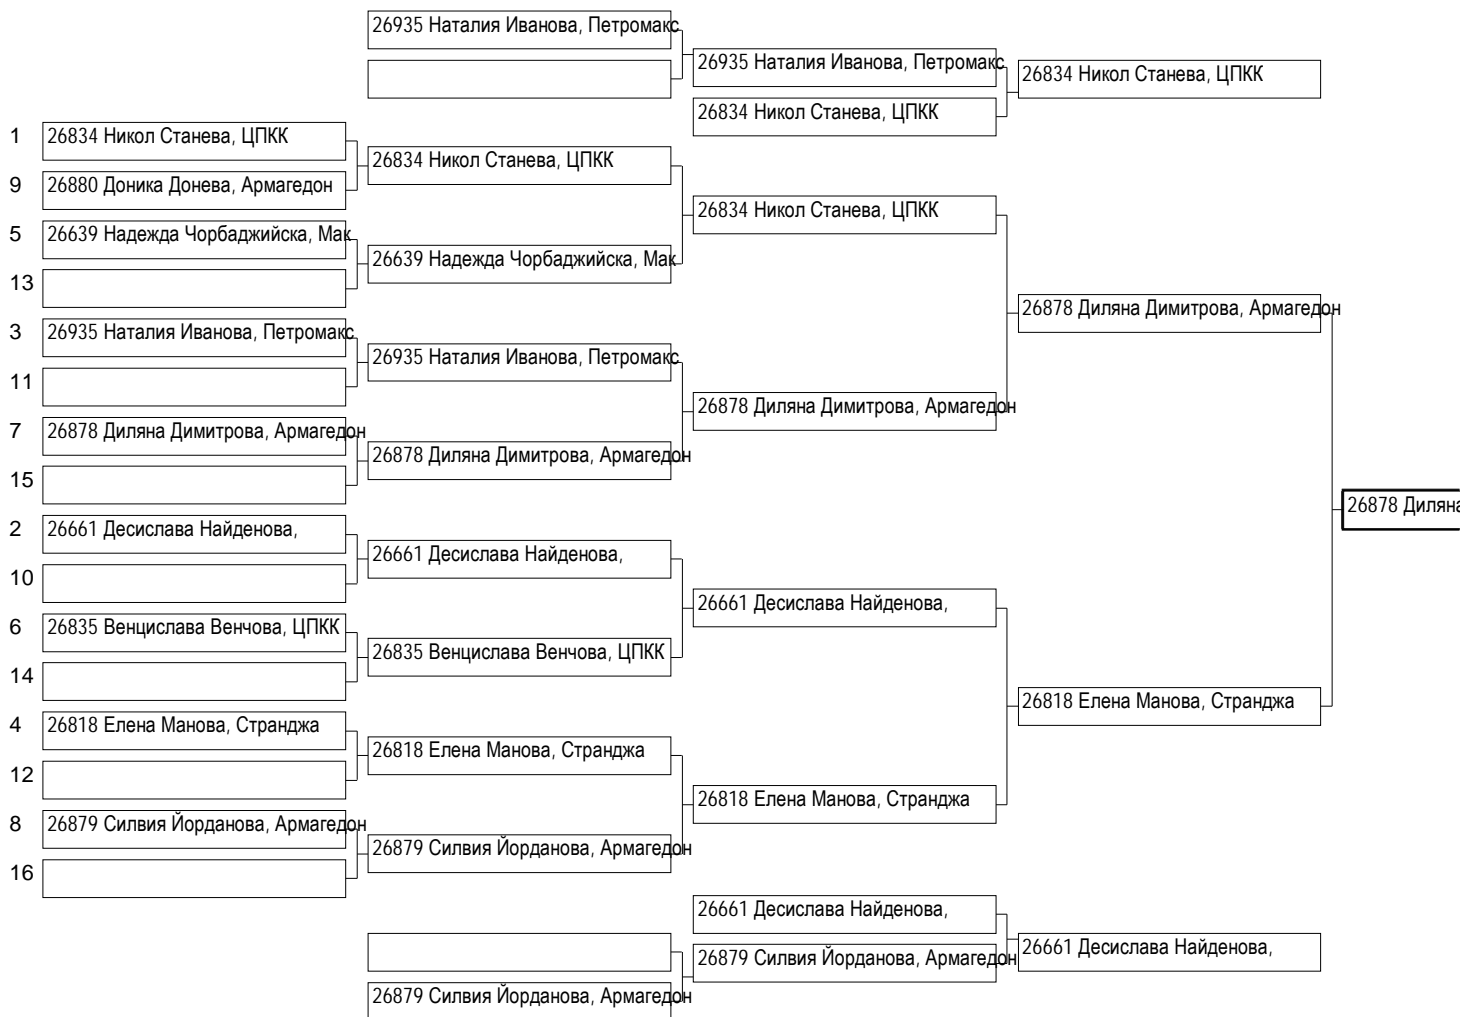 26935 Наталия Иванова, Петромакс
26935 Наталия Иванова, Петромакс
26834 Никол Станева, ЦПКК
26834 Никол Станева, ЦПКК
1 26834 Никол Станева, ЦПКК
26834 Никол Станева, ЦПКК
9 26880 Доника Донева, Армагедон
26834 Никол Станева, ЦПКК
5 26639 Надежда Чорбаджийска, Мак
26639 Надежда Чорбаджийска, Мак
13
26878 Диляна Димитрова, Армагедон
3 26935 Наталия Иванова, Петромакс
26935 Наталия Иванова, Петромакс
11
26878 Диляна Димитрова, Армагедон
7 26878 Диляна Димитрова, Армагедон
26878 Диляна Димитрова, Армагедон
15
26878 Диляна
2 26661 Десислава Найденова,
26661 Десислава Найденова,
10
26661 Десислава Найденова,
6 26835 Венцислава Венчова, ЦПКК
26835 Венцислава Венчова, ЦПКК
14
26818 Елена Манова, Странджа
4 26818 Елена Манова, Странджа
26818 Елена Манова, Странджа
12
26818 Елена Манова, Странджа
8 26879 Силвия Йорданова, Армагедон
26879 Силвия Йорданова, Армагедон
16
26661 Десислава Найденова,
26879 Силвия Йорданова, Армагедон
26661 Десислава Найденова,
26879 Силвия Йорданова, Армагедон